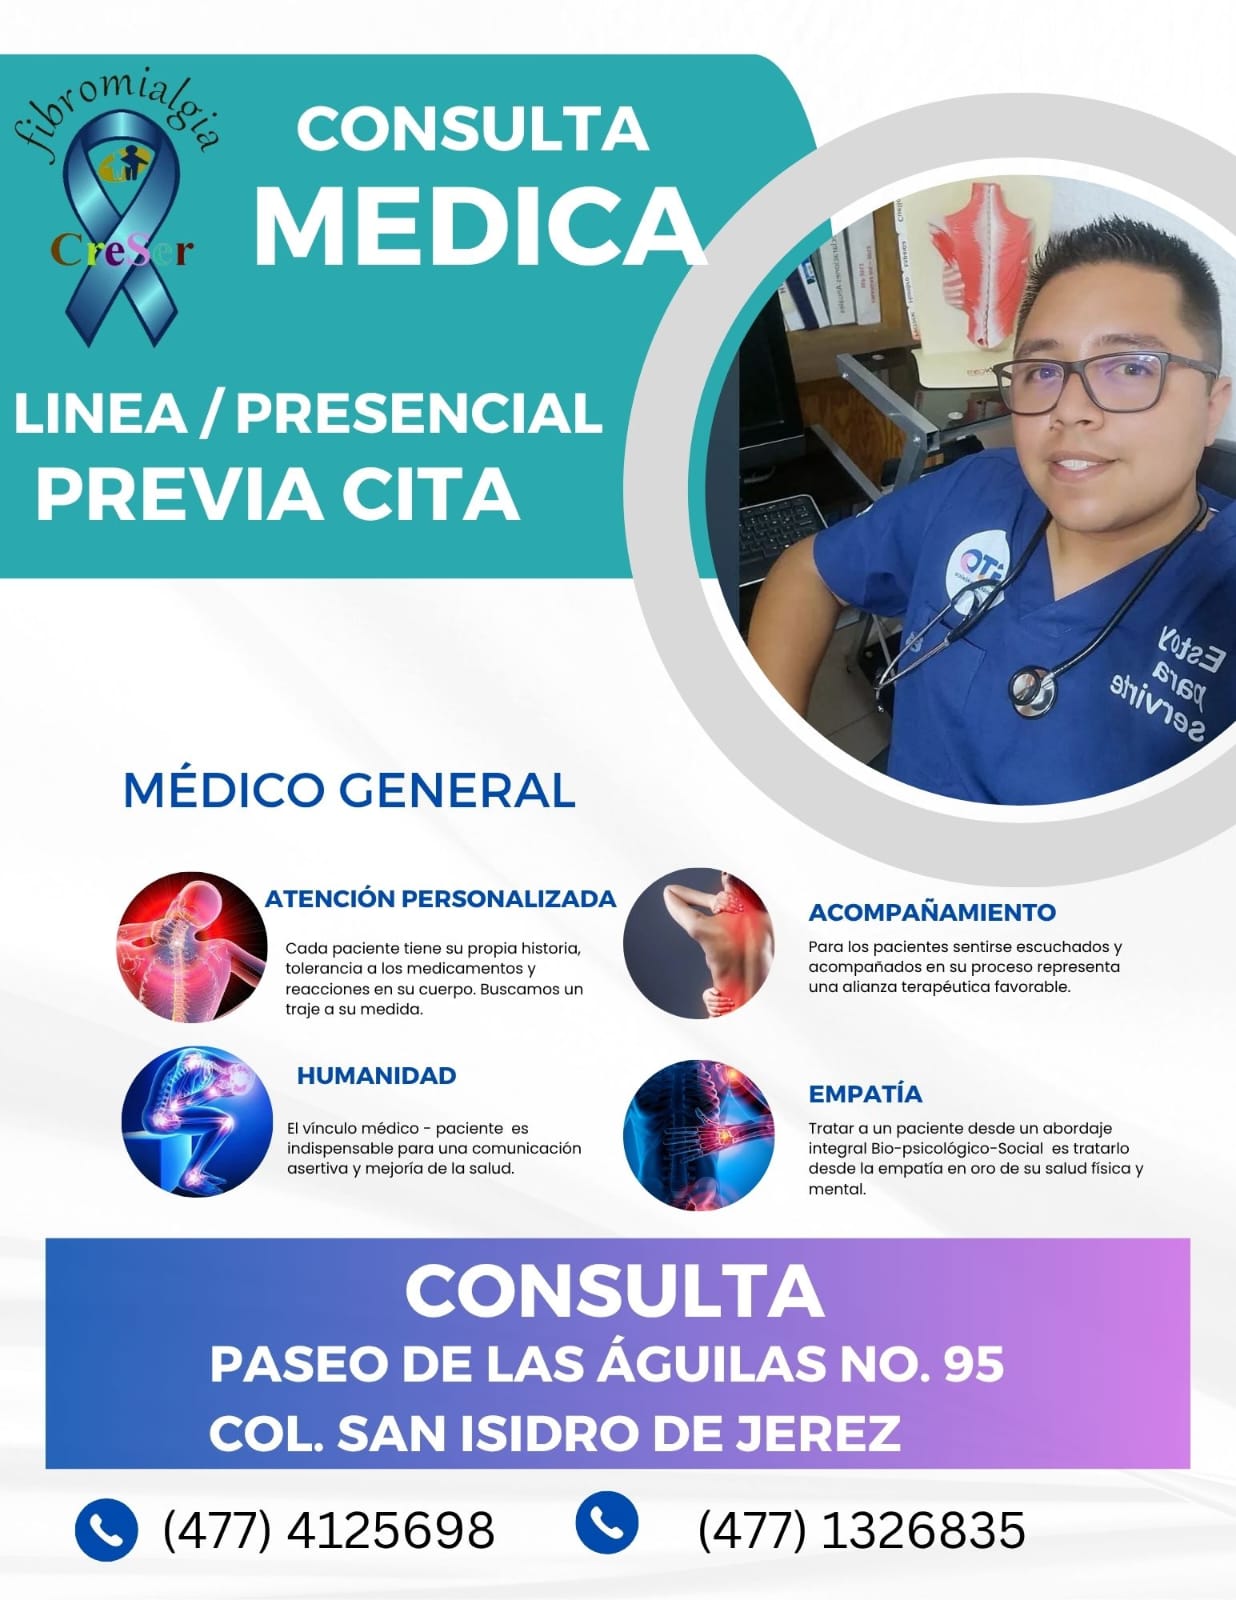 fibromialgia
CreSer
CONSULTA
MEDICA
LINEA / PRESENCIAL
PREVIA CITA
Estoy
para
servirte
MÉDICO GENERAL
ATENCIÓN PERSONALIZADA
Cada paciente tiene su propia historia,
tolerancia a los medicamentos y
reacciones en su cuerpo. Buscamos un
traje a su medida.
ACOMPAÑAMIENTO
Para los pacientes sentirse escuchados y
acompañados en su proceso representa
una alianza terapéutica favorable.
HUMANIDAD
El vínculo médico - paciente es
indispensable para una comunicación
asertiva y mejoría de la salud.
EMPATÍA
Tratar a un paciente desde un abordaje
integral Bio-psicológico-Social es tratarlo
desde la empatía en oro de su salud física y
mental.
CONSULTA
PASEO DE LAS ÁGUILAS NO. 95
COL. SAN ISIDRO DE JEREZ
(477) 4125698
(477) 1326835